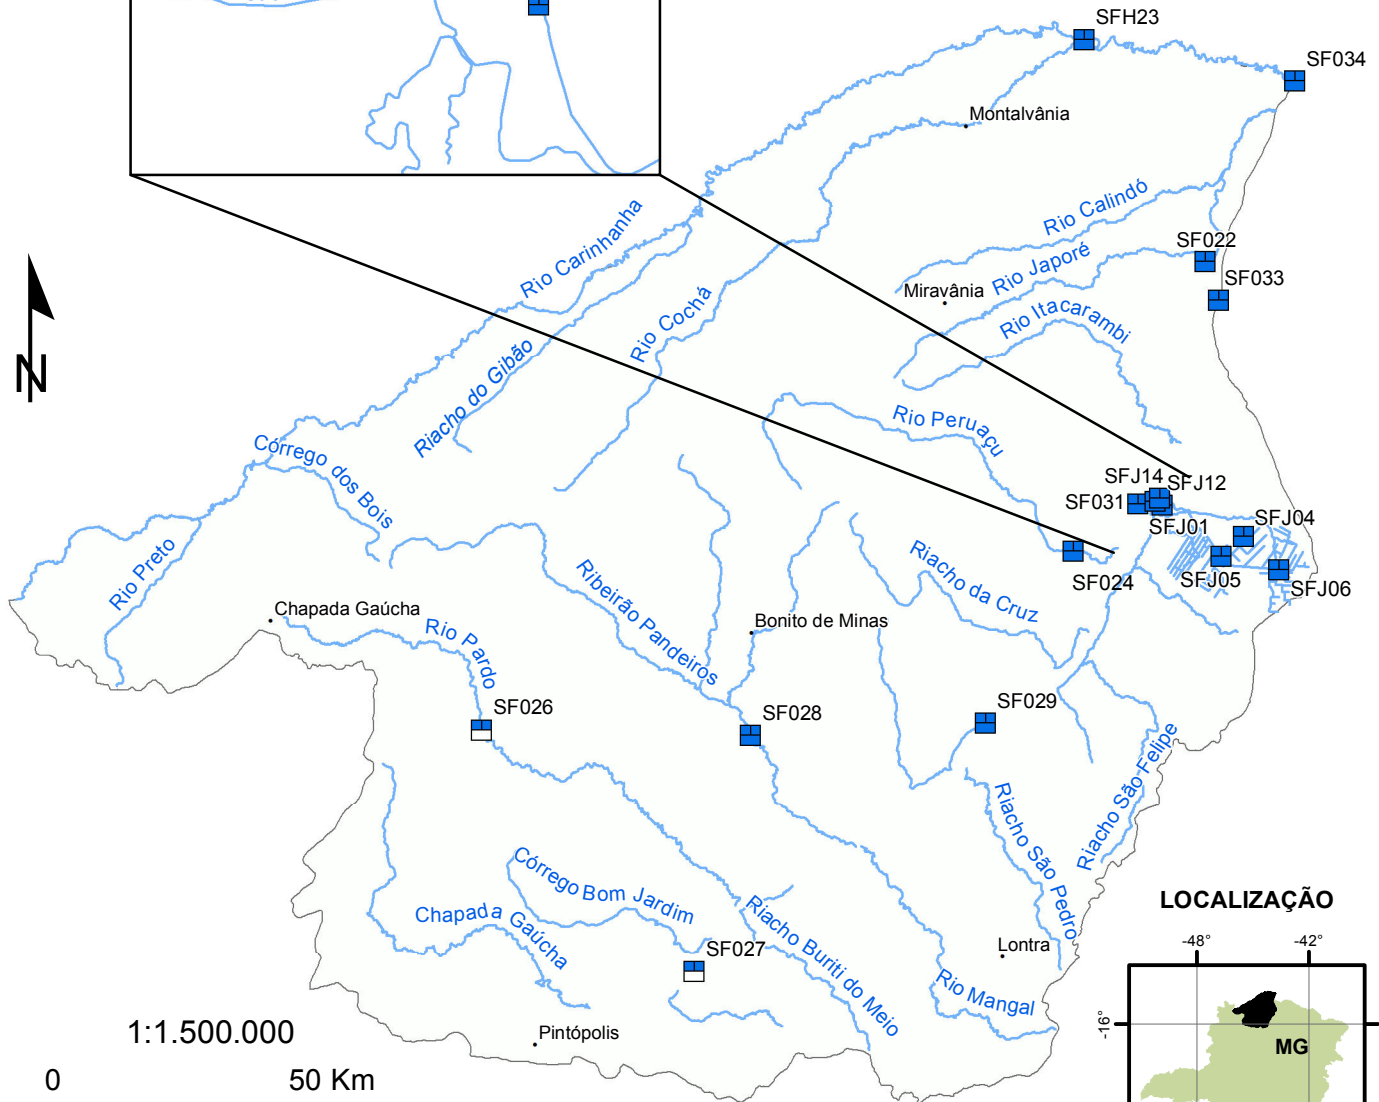 SFH23
SF034
Montalvânia
Rio Calindó
Rio Carinhanha
SF022
Rio Japoré
SF033
Miravânia
Rio Cochá
Rio Itacarambi
N
Riacho do Gibão
Rio Peruaçu
Córrego dos Bois
SFJ14
SFJ12
SF031
SFJ01
SFJ04
Rio Preto
SF024
SFJ05
SFJ06
Riacho da Cruz
Ribeirão Pandeiros
Chapada Gaúcha
Bonito de Minas
Rio Pardo
SF026
SF028
SF029
Riacho São Felipe
Riacho São Pedro
Córrego Bom Jardim
Chapada Gaúcha
Riacho Buriti do Meio
SF027
Lontra
Rio Mangal
Pintópolis
LOCALIZAÇÃO
-48°
-42°
-16°
MG
1:1.500.000
0
50 Km